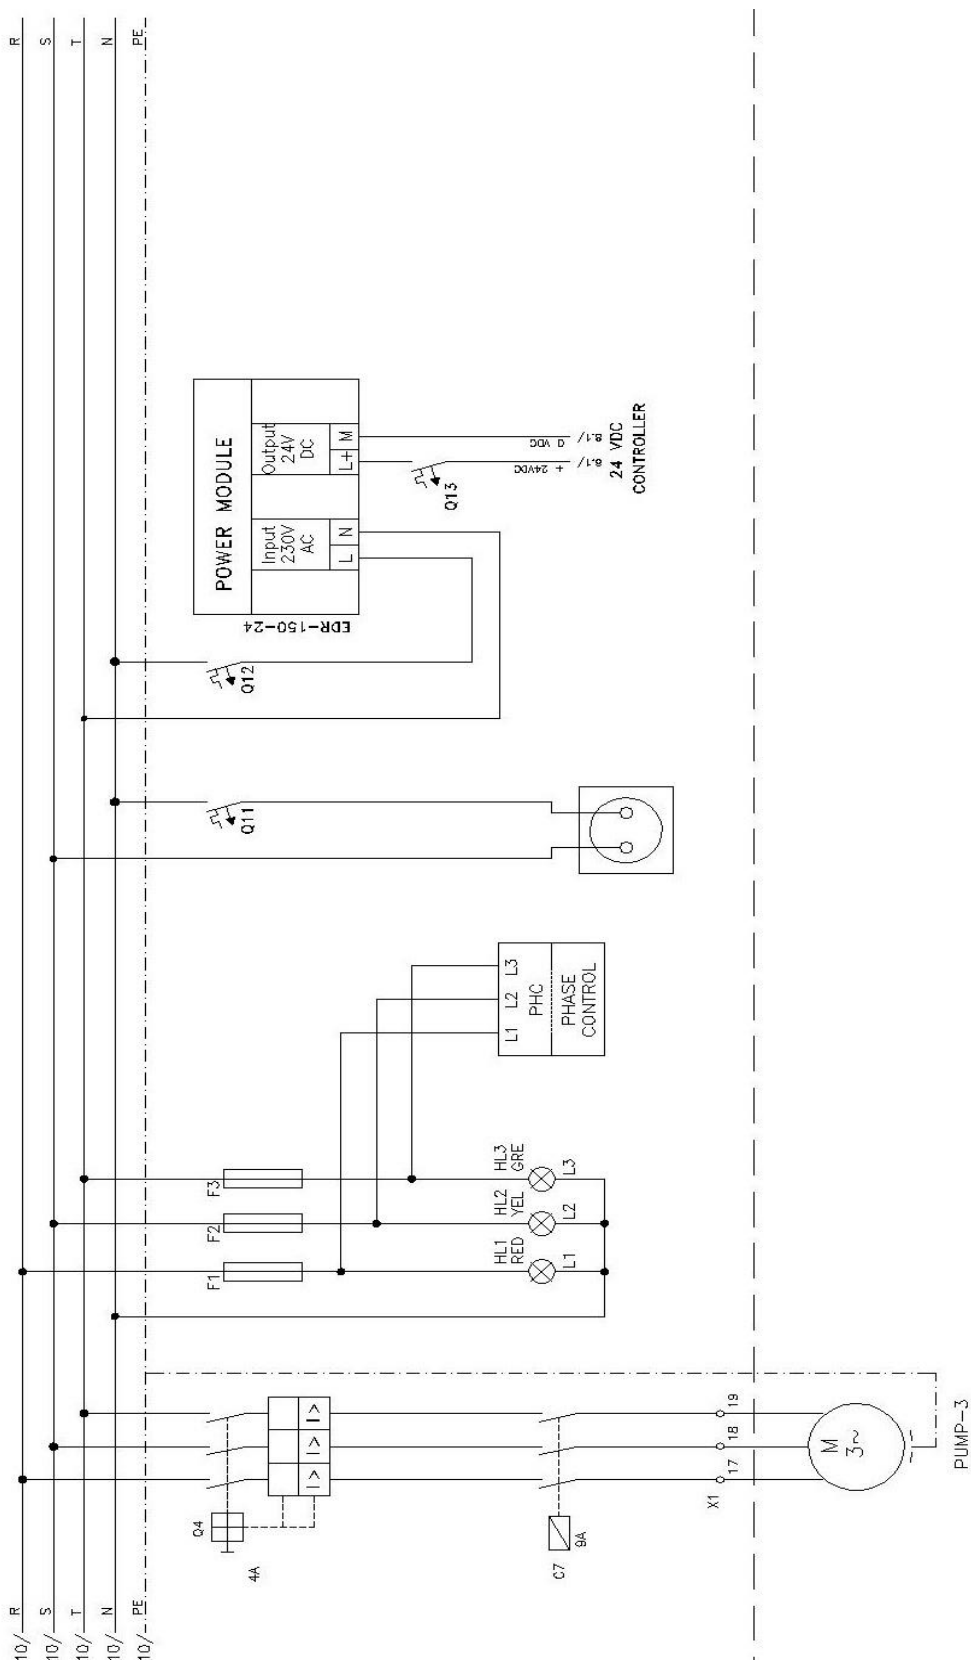 R
S
T
N
PE
POWER MODULE
Input
230V
AC
Output
24V
DC
L
N
L+
M
EDR-150-24
Q12
Q13
+ 24VDC
0 VDC
8.1/
8.1/
24 VDC
CONTROLLER
Q11
L1
L2
L3
PHC
PHASE
CONTROL
F1
F2
F3
HL1
RED
HL2
YEL
HL3
GRE
L1
L2
L3
Q4
4A
I>
I>
I>
C7
9A
X1
17
18
19
M
3~
PUMP-3
10/ R
10/ S
10/ T
10/ N
10/ PE